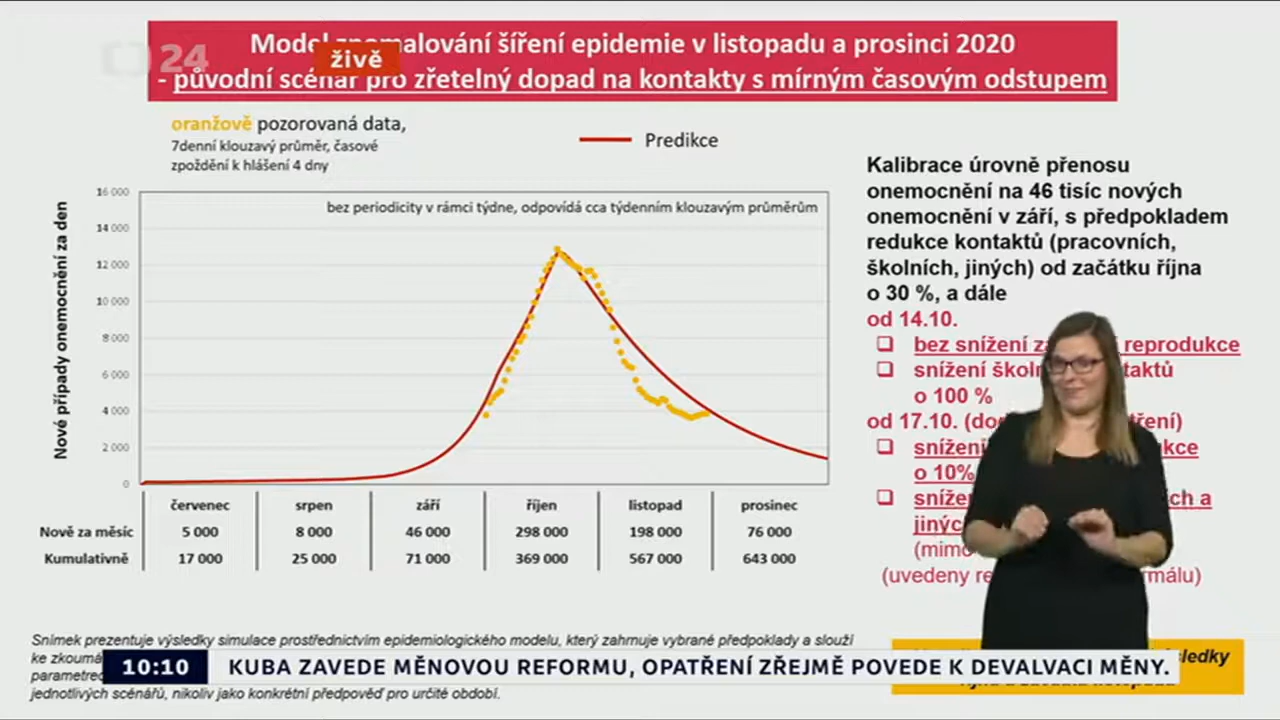 Model zpomalování šíření epidemie v listopadu a prosinci 2020
- původní scénář pro zřetelný dopad na kontakty s mírným časovým odstupem
24
živě
oranžově pozorovaná data,
7denní klouzavý průměr, časové
zpoždění k hlášení 4 dny
Predikce
bez periodicity v rámci týdne, odpovídá cca týdenním klouzavým průměrům
Nové případy onemocnění za den
16 000
14 000
12 000
10 000
8 000
6 000
4 000
2 000
0
červenec srpen září říjen listopad prosinec
Nově za měsíc 5 000 8 000 46 000 298 000 198 000 76 000
Kumulativně 17 000 25 000 71 000 369 000 567 000 643 000
Kalibrace úrovně přenosu
onemocnění na 46 tisíc nových
onemocnění v září, s předpokladem
redukce kontaktů (pracovních,
školních, jiných) od začátku října
o 30 %, a dále
od 14.10.
bez snížení reprodukce
snížení
o 100 %
od 17.10.
snížení
o 10%
a
(uvedeny
Snímek prezentuje výsledky simulace prostřednictvím epidemiologického modelu, který zahrnuje vybrané předpoklady a slouží
ke
jednotlivých scénářů, nikoliv jako konkrétní předpověď pro určité období.
10:10 KUBA ZAVEDE MĚNOVOU REFORMU, OPATŘENÍ ZŘEJMĚ POVEDE K DEVALVACI MĚNY.